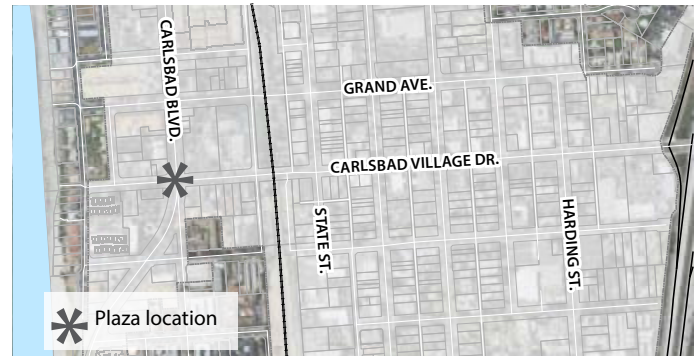 CARLSBAD BLVD.
GRAND AVE.
CARLSBAD VILLAGE DR.
STATE ST.
HARDING ST.
Plaza location